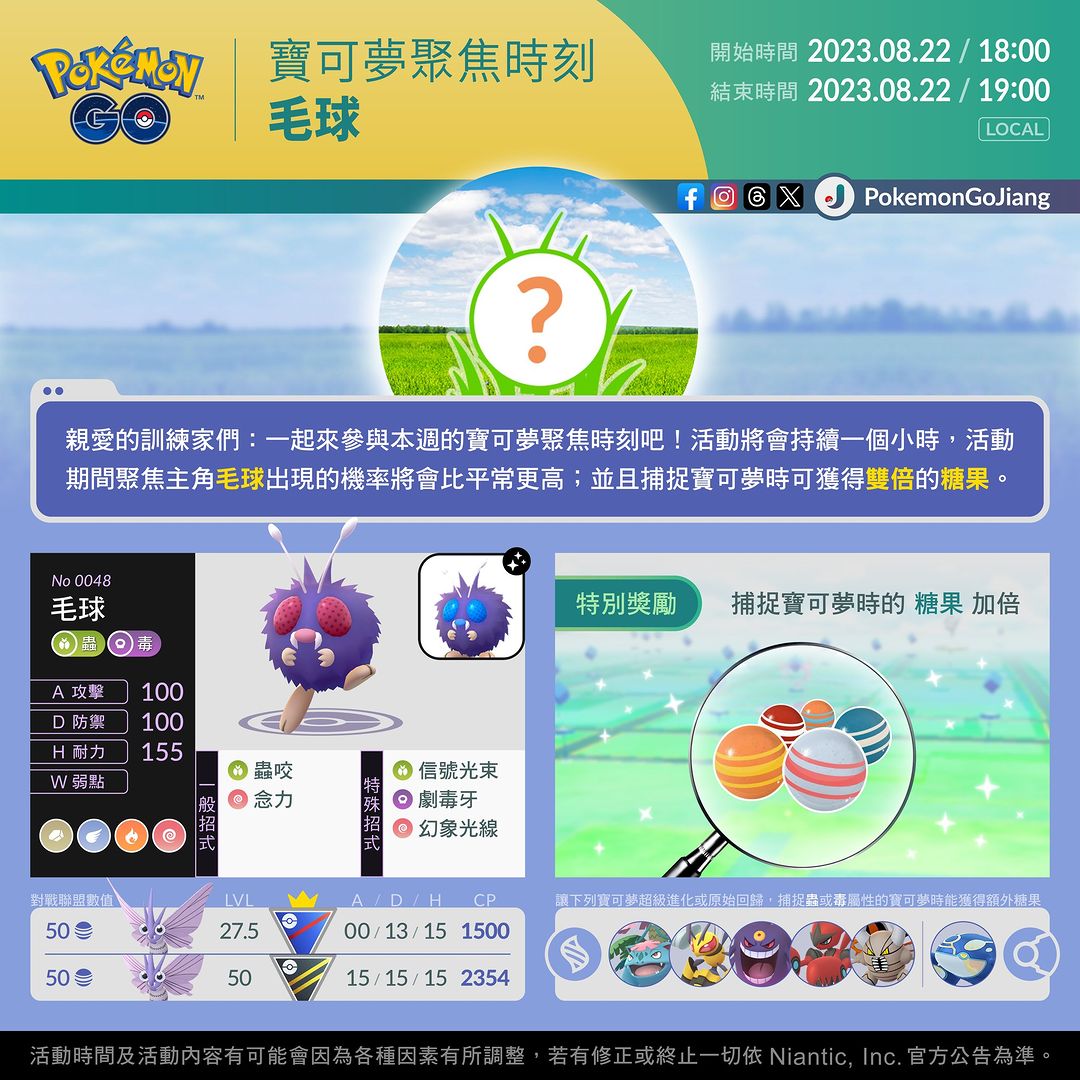 POKéMON GO
TM
寶可夢聚焦時刻
毛球
開始時間 2023.08.22 / 18:00
結束時間 2023.08.22 / 19:00
LOCAL
PokemonGoJiang
?
親愛的訓練家們：一起來參與本週的寶可夢聚焦時刻吧！活動將會持續一個小時，活動
期間聚焦主角毛球出現的機率將會比平常更高；並且捕捉寶可夢時可獲得雙倍的糖果。
No 0048
毛球
蟲 毒
A 攻擊 100
D 防禦 100
H 耐力 155
W 弱點
一般招式
蟲咬
念力
特殊招式
信號光束
劇毒牙
幻象光線
特別獎勵 捕捉寶可夢時的 糖果 加倍
對戰聯盟數值 LVL A / D / H CP
50 27.5 00 / 13 / 15 1500
50 50 15 / 15 / 15 2354
讓下列寶可夢超級進化或原始回歸，捕捉蟲或毒屬性的寶可夢時能獲得額外糖果
活動時間及活動內容有可能會因為各種因素有所調整，若有修正或終止一切依 Niantic, Inc. 官方公告為準。